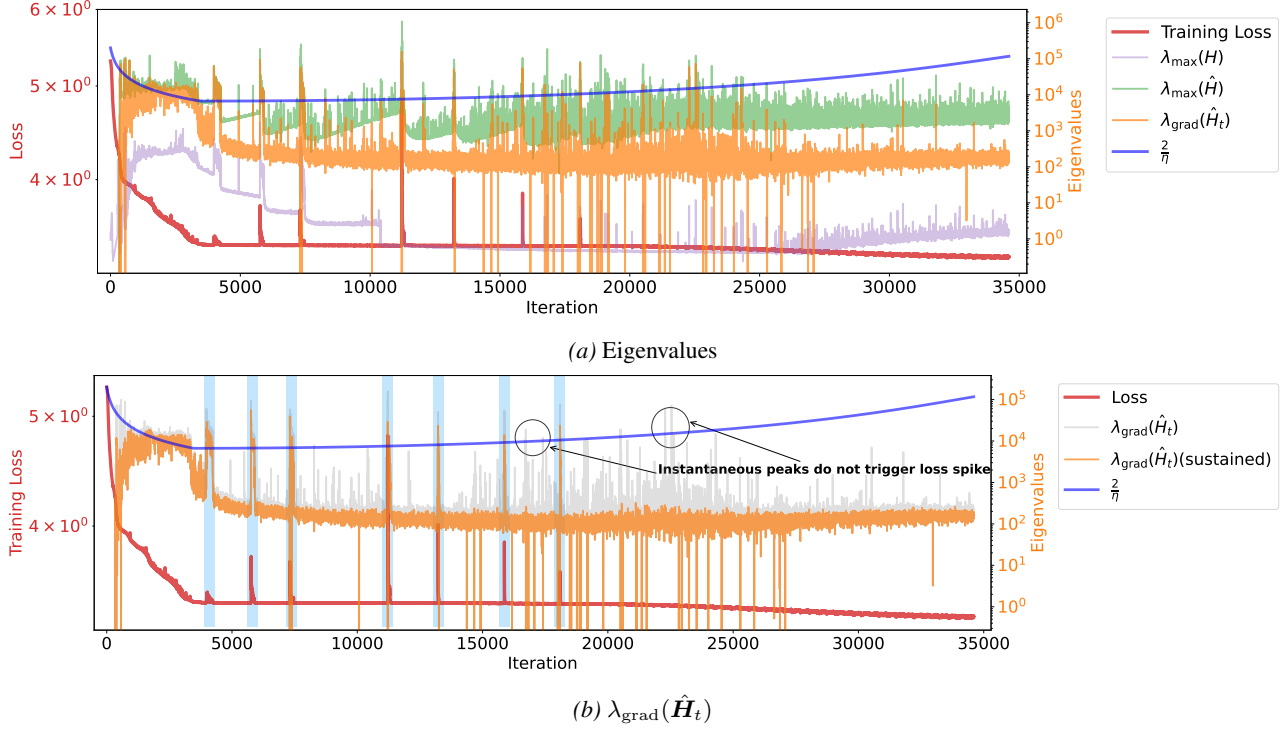 6 × 10⁰
5 × 10⁰
4 × 10⁰
Loss
10⁶
10⁵
10⁴
10³
10²
10¹
10⁰
Eigenvalues
0 5000 10000 15000 20000 25000 30000 35000
Iteration
Training Loss
λmax(H)
λmax(Ĥ)
λgrad(Ĥt)
2/η
(a) Eigenvalues
5 × 10⁰
4 × 10⁰
Training Loss
10⁵
10⁴
10³
10²
10¹
10⁰
Eigenvalues
Instantaneous peaks do not trigger loss spike
0 5000 10000 15000 20000 25000 30000 35000
Iteration
Loss
λgrad(Ĥt)
λgrad(Ĥt)(sustained)
2/η
(b) λgrad(Ĥt)